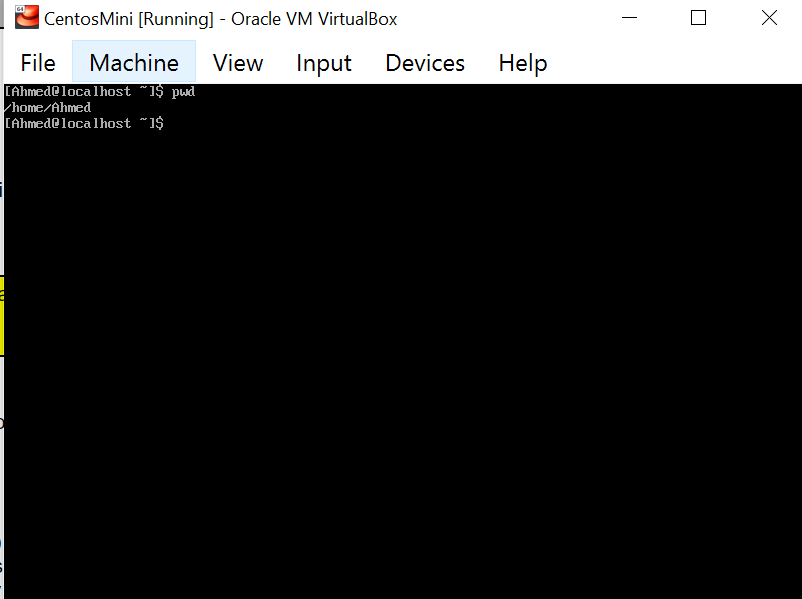 CentosMini [Running] - Oracle VM VirtualBox
File Machine View Input Devices Help
[Ahmed@localhost ~]$ pwd
/home/Ahmed
[Ahmed@localhost ~]$